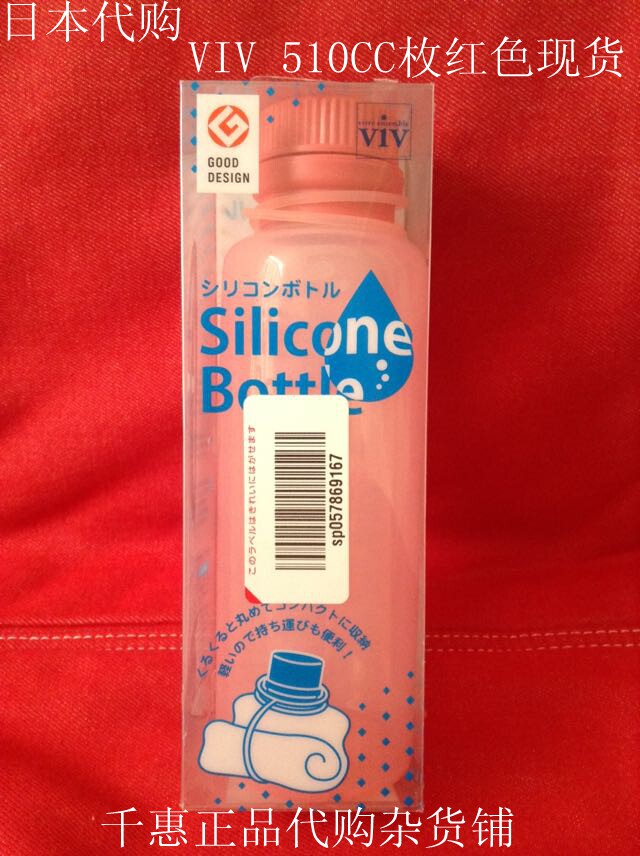 日本代购
VIV 510CC枚红色现货
GOOD
DESIGN
vivre ensemble
VIV
シリコンボトル
Silicone
Bottle
このラベルはきれいにはがせます
sp057869167
くるくると丸めてコンパクトに収納
軽いので持ち運びも便利！
千惠正品代购杂货铺